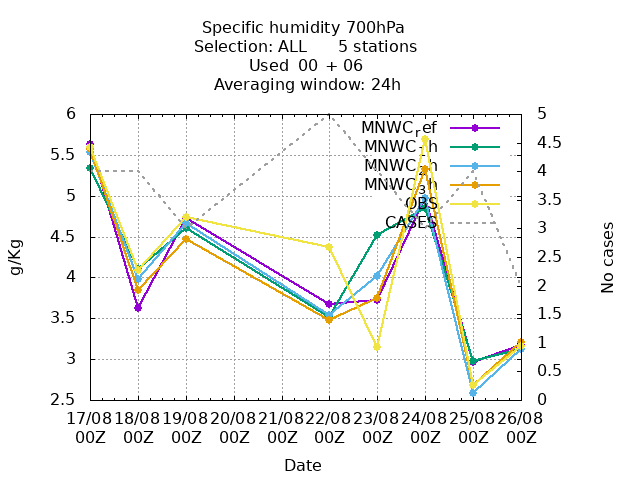 Specific humidity 700hPa
Selection: ALL 5 stations
Used 00 + 06
Averaging window: 24h
g/Kg
6
5.5
5
4.5
4
3.5
3
2.5
MNWCref
MNWC1h
MNWC2h
MNWC3h
OBS
CASES
5
4.5
4
3.5
3
2.5
2
1.5
1
0.5
0
No cases
17/08 18/08 19/08 20/08 21/08 22/08 23/08 24/08 25/08 26/08
00Z 00Z 00Z 00Z 00Z 00Z 00Z 00Z 00Z 00Z
Date